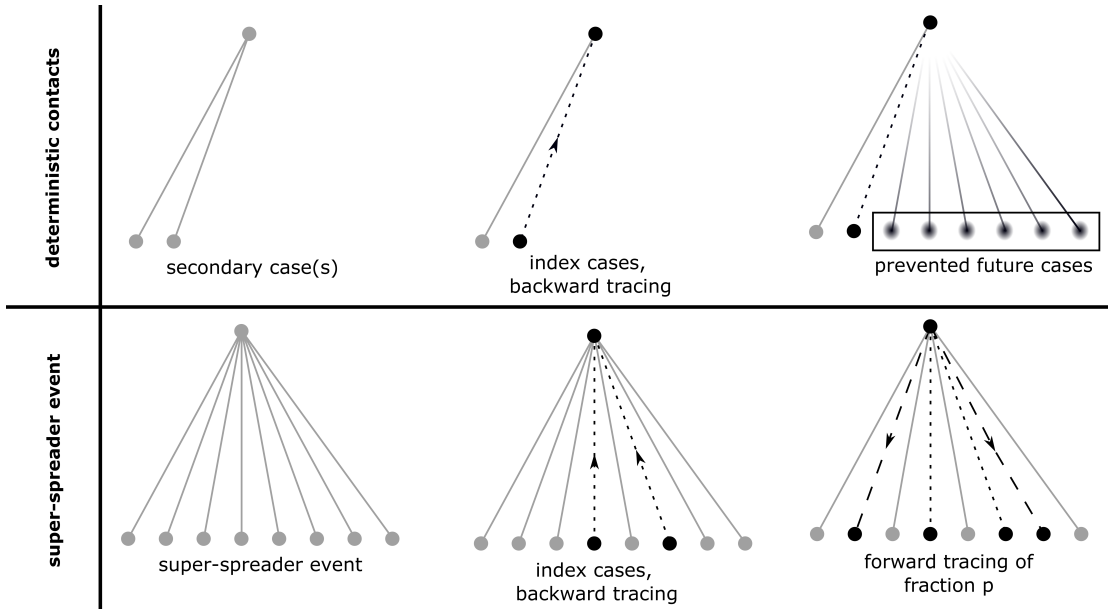 deterministic contacts
secondary case(s)
index cases,
backward tracing
prevented future cases
super-spreader event
super-spreader event
index cases,
backward tracing
forward tracing of
fraction p